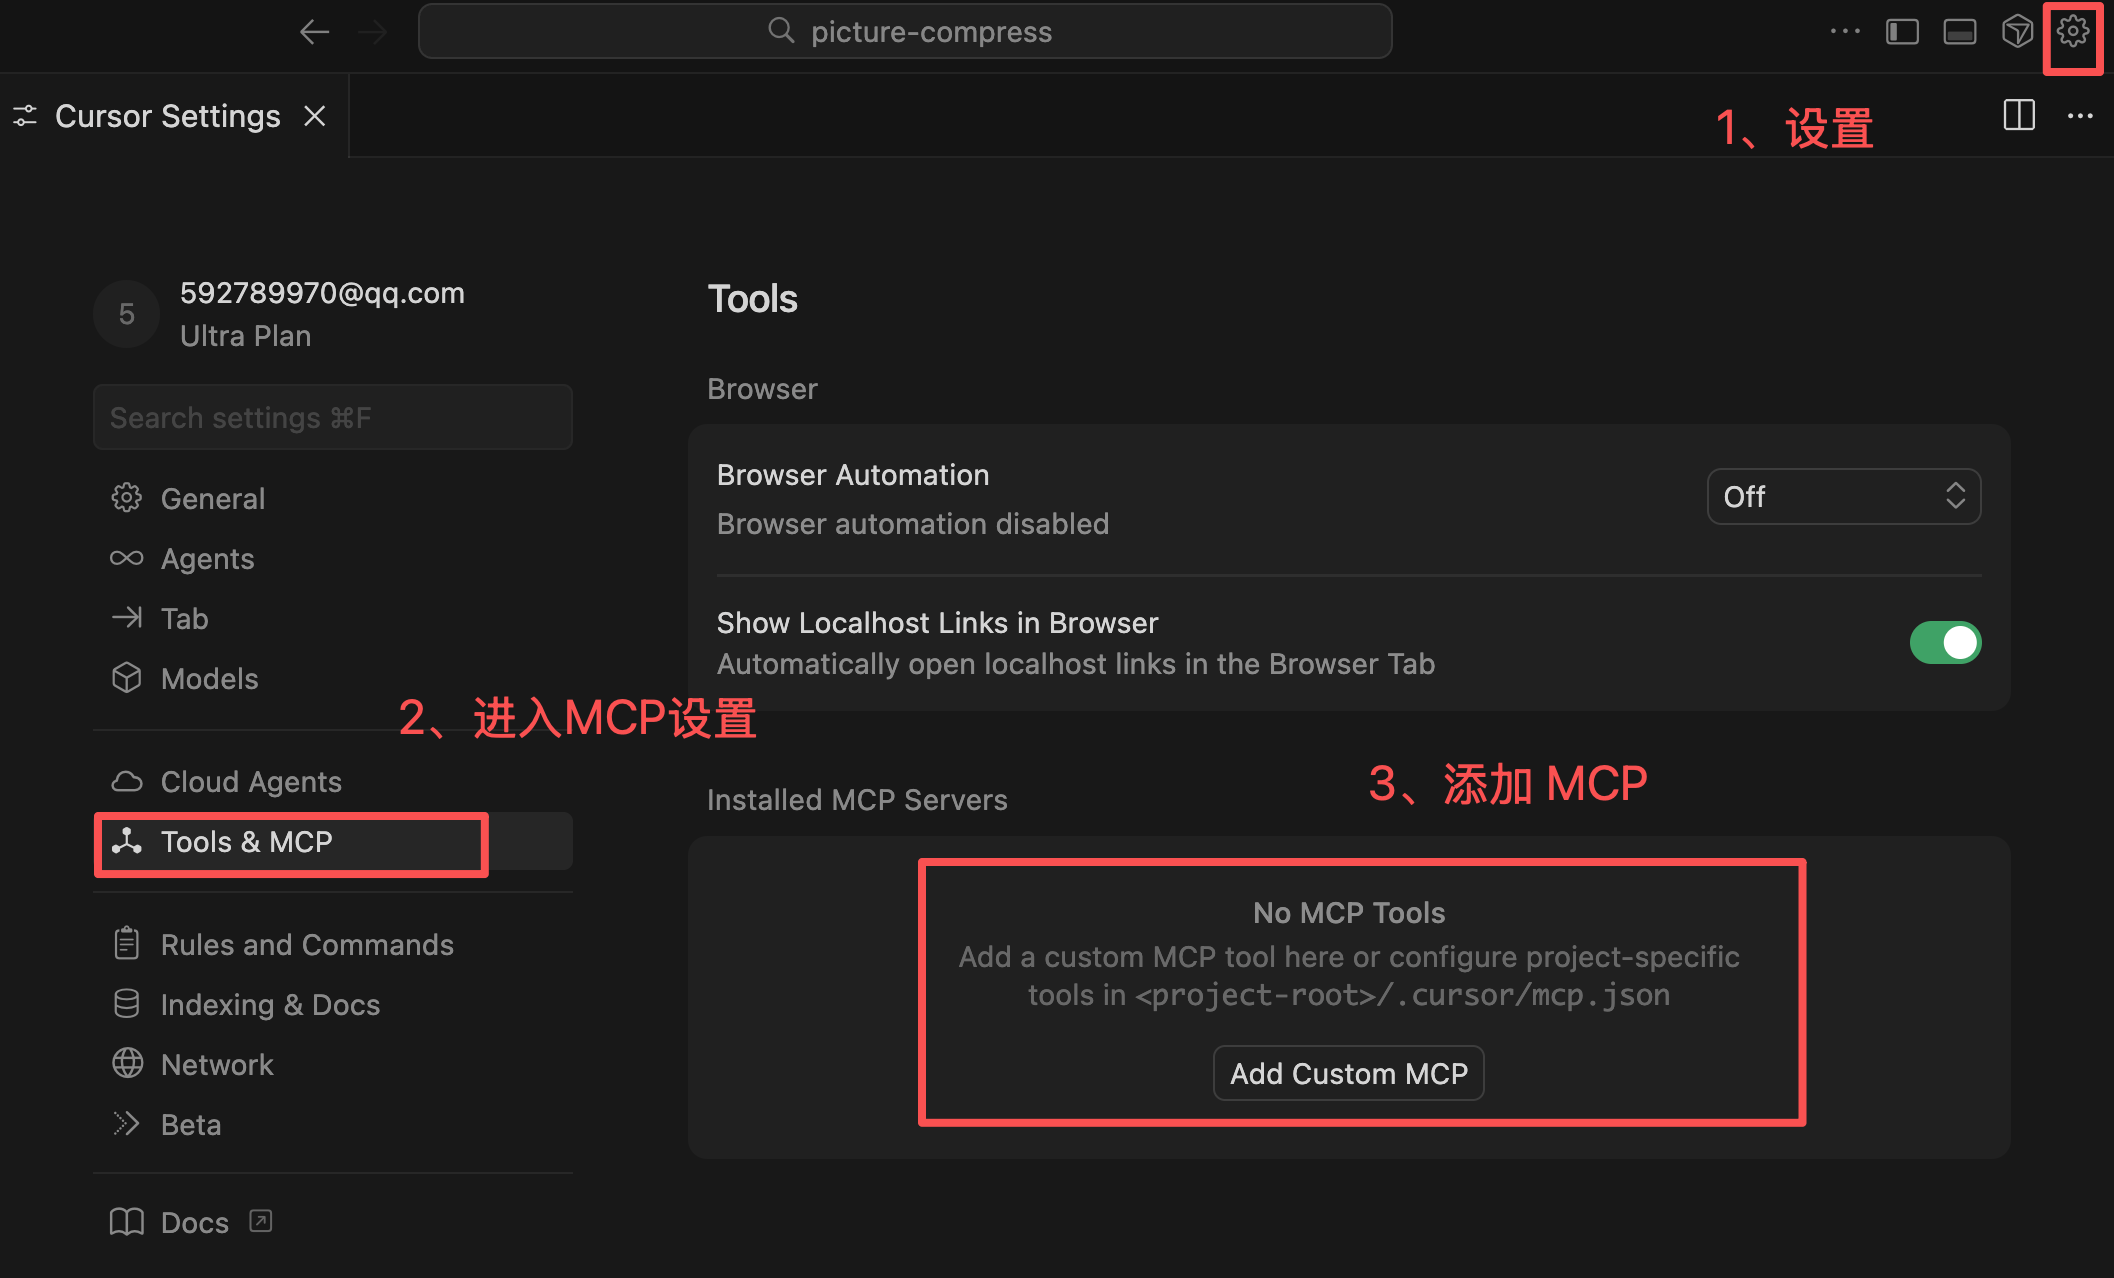 picture-compress
Cursor Settings
1、设置
5
592789970@qq.com
Ultra Plan
Search settings ⌘F
General
Agents
Tab
Models
2、进入MCP设置
Cloud Agents
Tools & MCP
Rules and Commands
Indexing & Docs
Network
Beta
Docs
Tools
Browser
Browser Automation
Browser automation disabled
Off
Show Localhost Links in Browser
Automatically open localhost links in the Browser Tab
3、添加 MCP
Installed MCP Servers
No MCP Tools
Add a custom MCP tool here or configure project-specific
tools in <project-root>/.cursor/mcp.json
Add Custom MCP